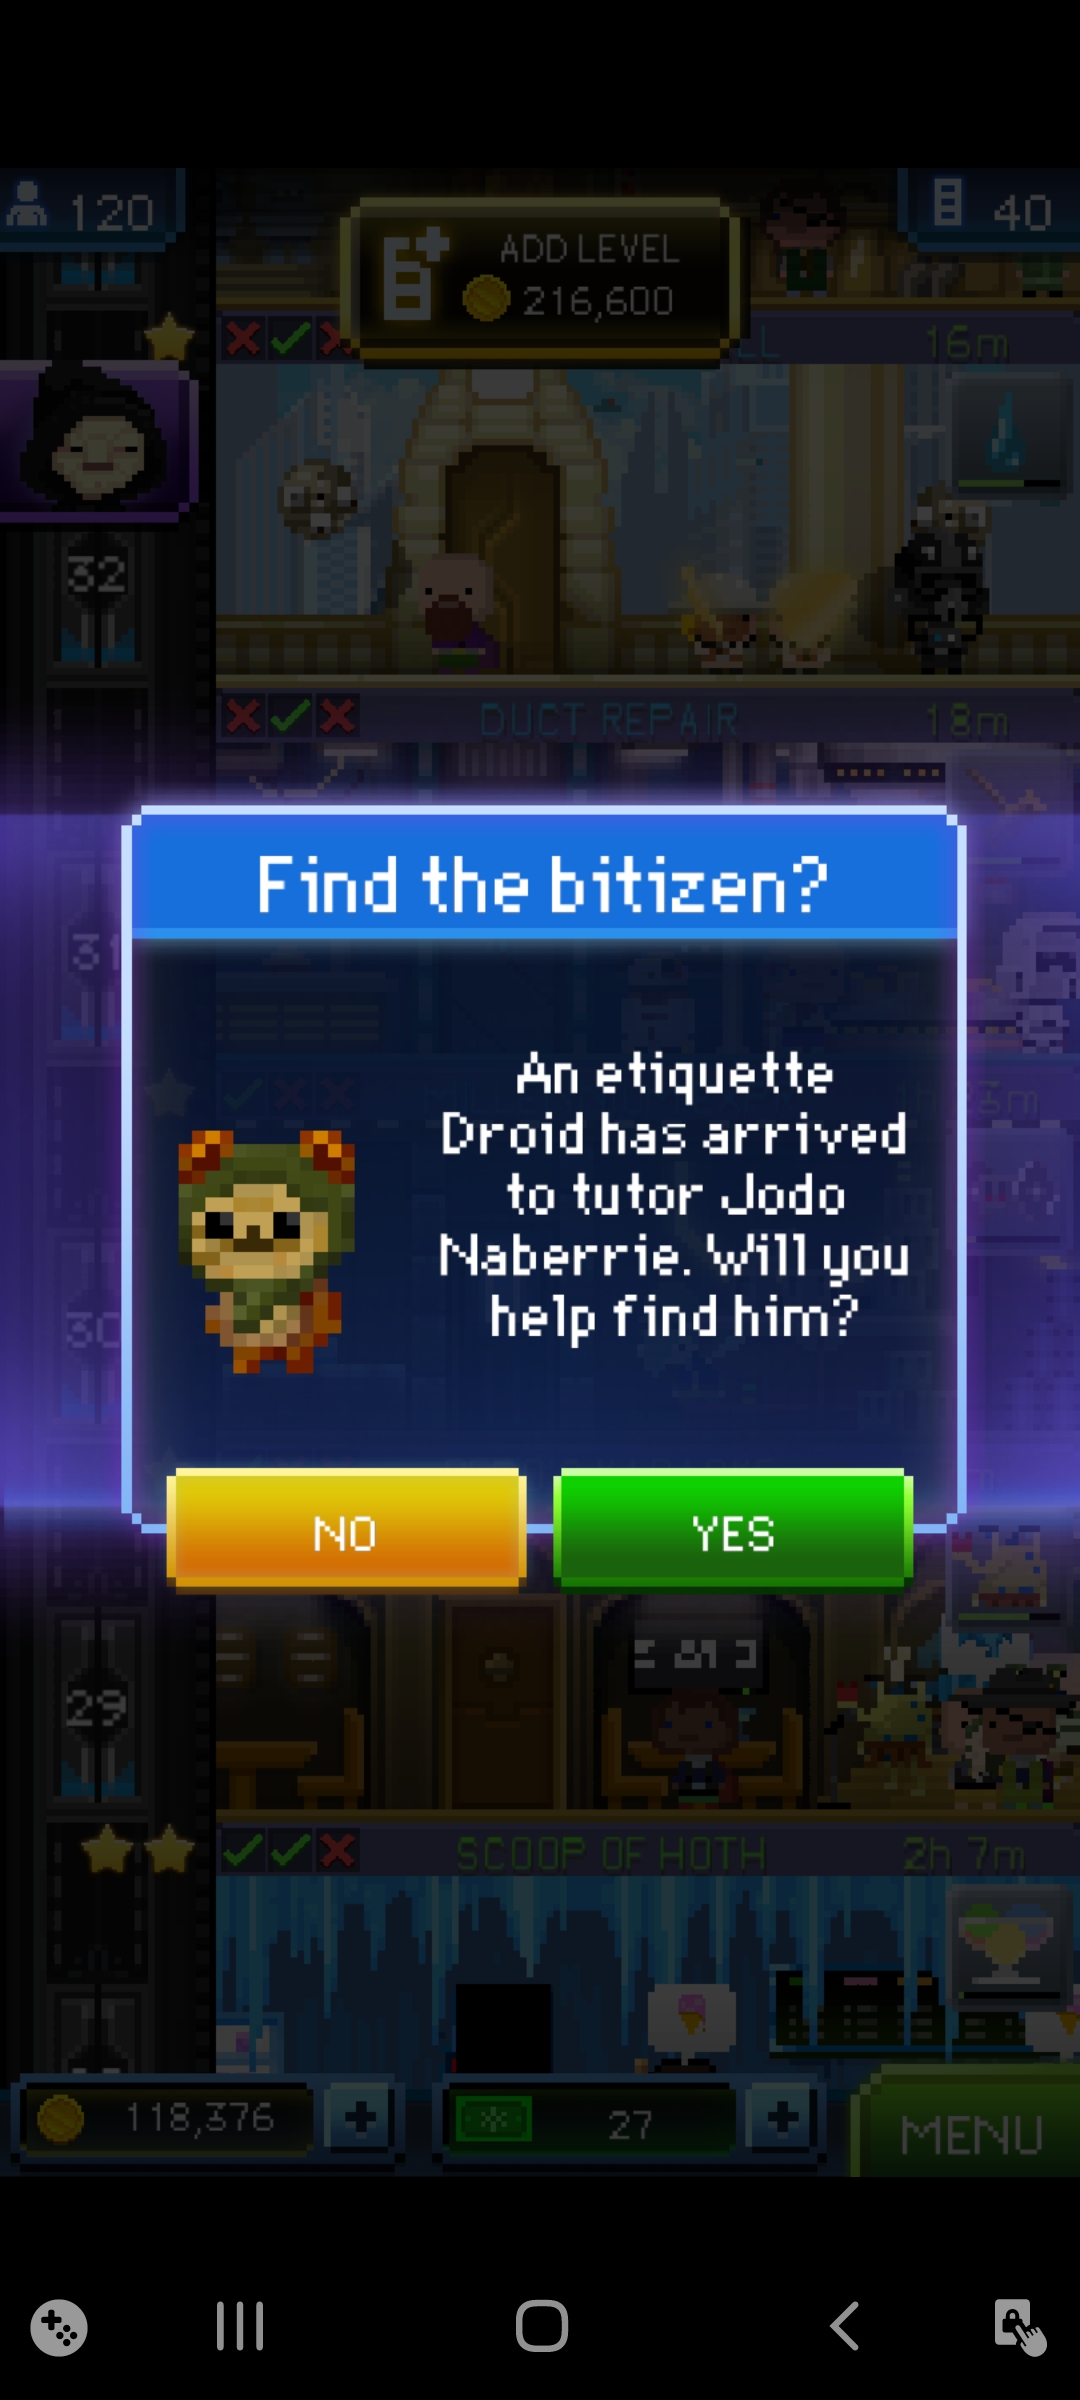 120
40
ADD LEVEL
216,600
16m
32
DUCT REPAIR
18m
Find the bitizen?
31
An etiquette
Droid has arrived
to tutor Jodo
Naberrie. Will you
help find him?
30
NO
YES
29
SCOOP OF HOTH
2h 7m
118,376
27
MENU